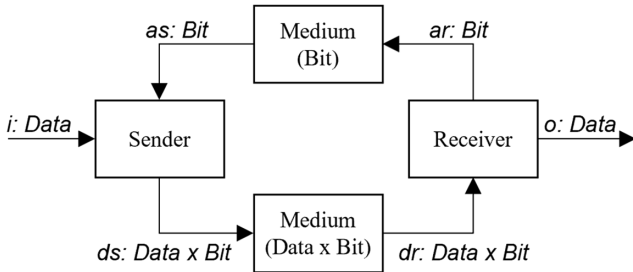 as: Bit
Medium
(Bit)
ar: Bit
i: Data
Sender
Receiver
o: Data
Medium
(Data x Bit)
ds: Data x Bit
dr: Data x Bit